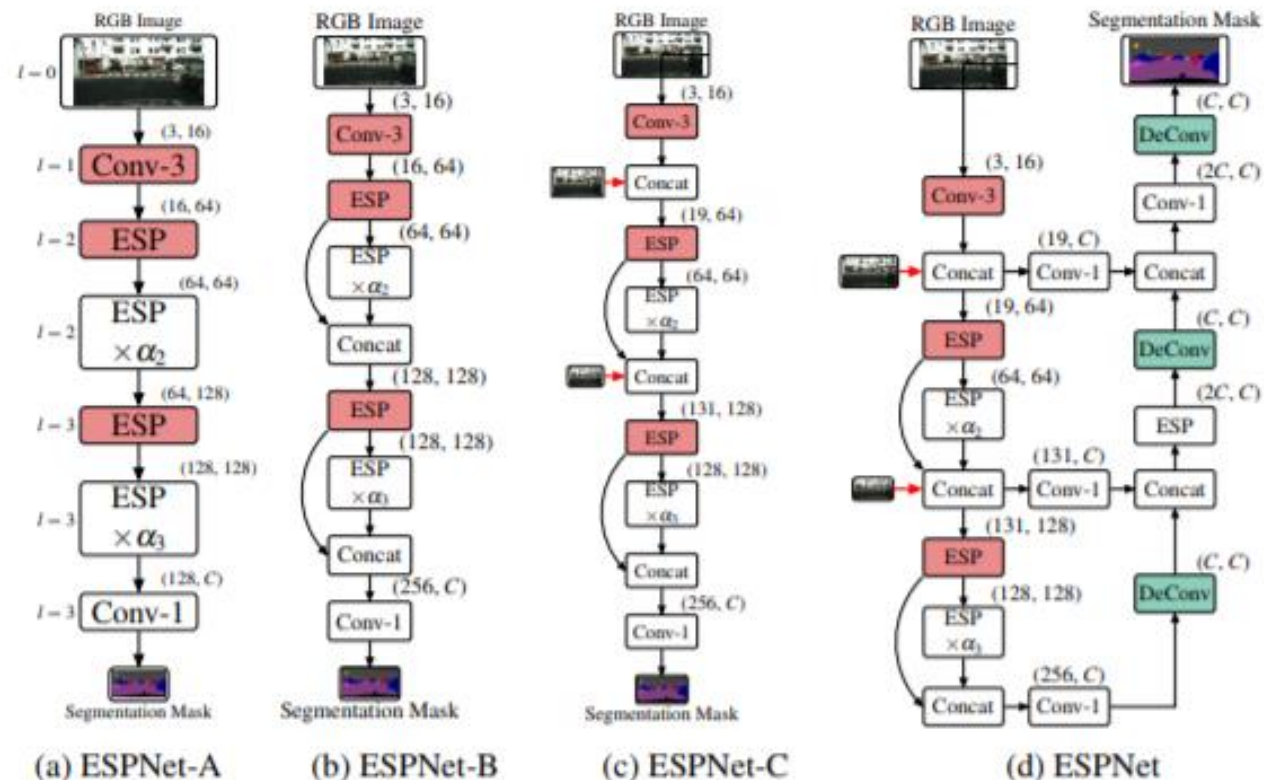 RGB Image
l = 0
(3, 16)
l = 1
Conv-3
(16, 64)
l = 2
ESP
(64, 64)
l = 2
ESP
× α₂
(64, 128)
l = 3
ESP
(128, 128)
l = 3
ESP
× α₃
(128, C)
l = 3
Conv-1
Segmentation Mask
(a) ESPNet-A
RGB Image
(3, 16)
Conv-3
(16, 64)
ESP
(64, 64)
ESP
× α₂
Concat
(128, 128)
ESP
(128, 128)
ESP
× α₃
Concat
(256, C)
Conv-1
Segmentation Mask
(b) ESPNet-B
RGB Image
(3, 16)
Conv-3
Concat
(19, 64)
ESP
(64, 64)
ESP
× α₂
Concat
(131, 128)
ESP
(128, 128)
ESP
× α₃
Concat
(256, C)
Conv-1
Segmentation Mask
(c) ESPNet-C
RGB Image
(3, 16)
Conv-3
Concat
(19, C)
Conv-1
(19, 64)
ESP
(64, 64)
ESP
× α₂
Concat
(131, C)
Conv-1
(131, 128)
ESP
(128, 128)
ESP
× α₃
Concat
(256, C)
Conv-1
Segmentation Mask
(C, C)
DeConv
(2C, C)
Conv-1
Concat
(C, C)
DeConv
(2C, C)
ESP
Concat
(C, C)
DeConv
(d) ESPNet